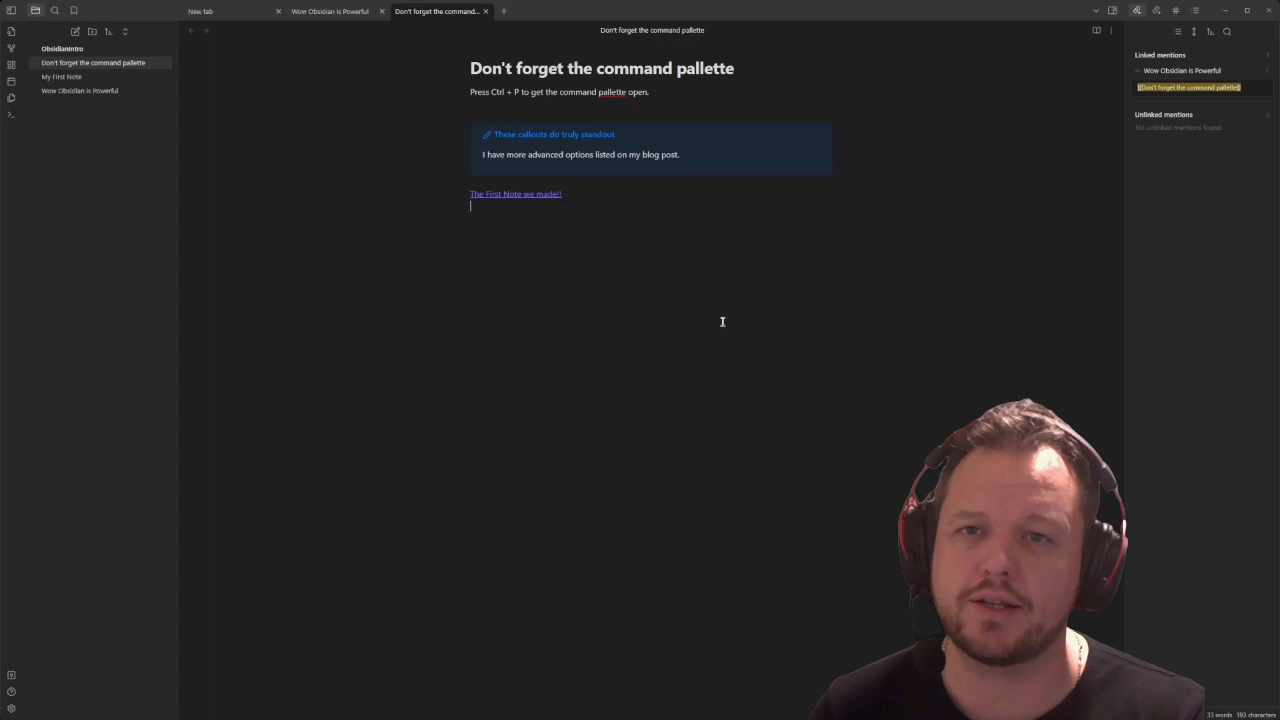 New tab
Wow Obsidian is Powerful
Don't forget the command...
Don't forget the command pallette
ObsidianIntro
Don't forget the command pallette
My First Note
Wow Obsidian is Powerful
Don't forget the command pallette
Press Ctrl + P to get the command pallette open.
These callouts do truly standout
I have more advanced options listed on my blog post.
The First Note we made!!
Linked mentions
Wow Obsidian is Powerful
[[Don't forget the command pallette]]
Unlinked mentions
No unlinked mentions found.
33 words 193 characters